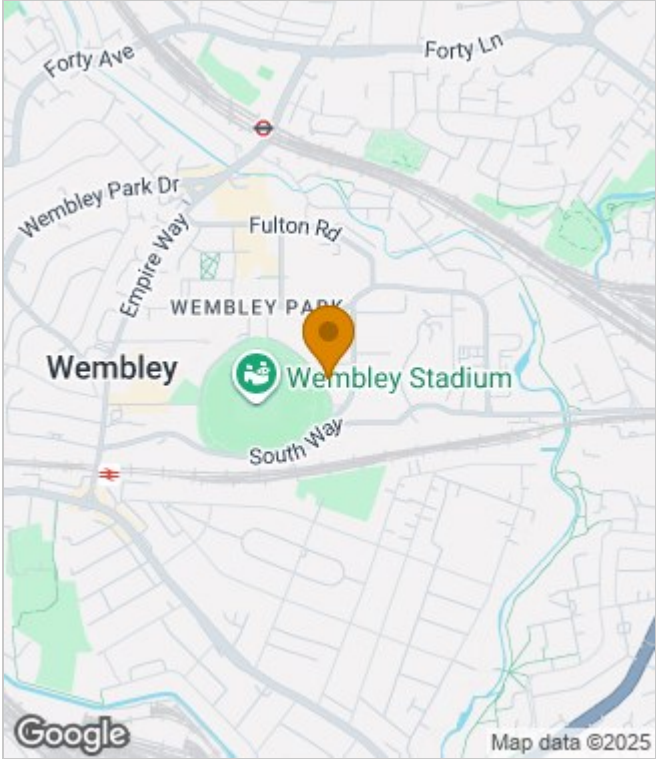 Forty Ave
Forty Ln
Wembley Park Dr
Empire Way
Fulton Rd
WEMBLEY PARK
Wembley
Wembley Stadium
South Way
Google
Map data ©2025